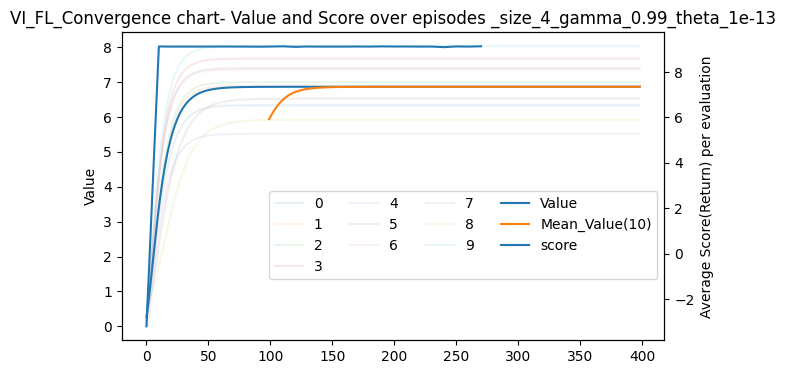 VI_FL_Convergence chart- Value and Score over episodes _size_4_gamma_0.99_theta_1e-13
8
7
6
5
4
3
2
1
0
Value
8
6
4
2
0
−2
Average Score(Return) per evaluation
0 4 7 Value
1 5 8 Mean_Value(10)
2 6 9 score
3
0 50 100 150 200 250 300 350 400